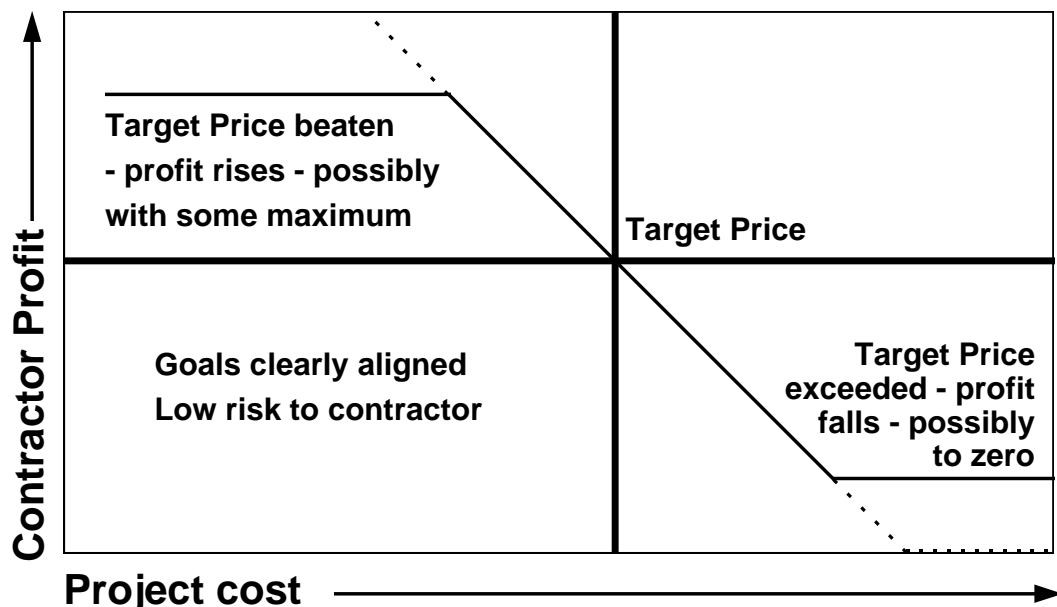 Target Price beaten
- profit rises - possibly
with some maximum
Target Price
Contractor Profit
Goals clearly aligned
Low risk to contractor
Target Price
exceeded - profit
falls - possibly
to zero
Project cost